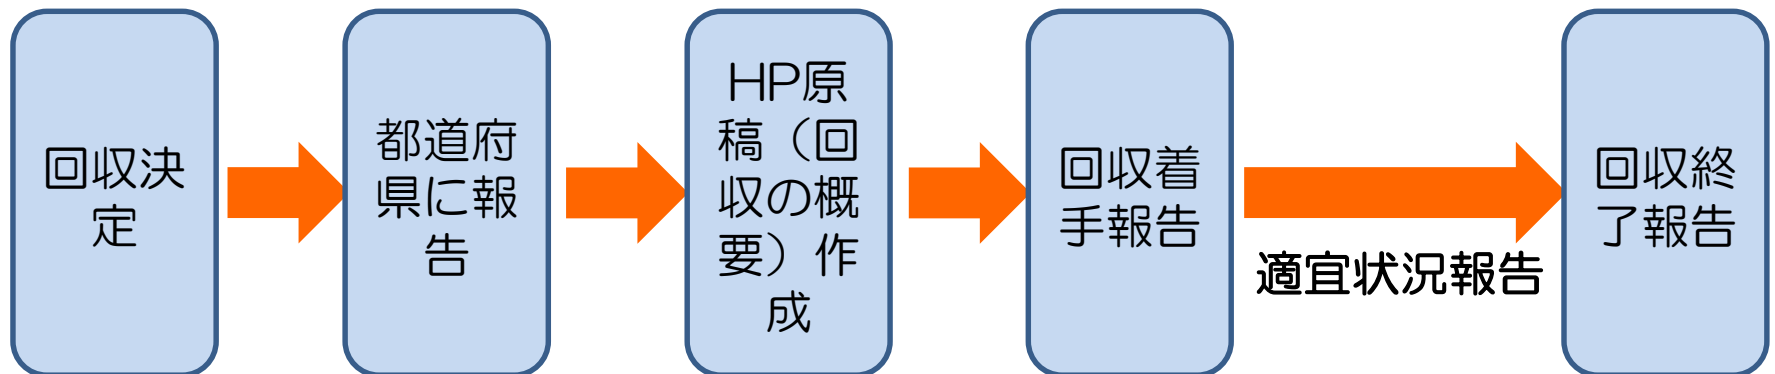 回収決
定
都道府
県に報
告
HP原
稿（回
収の概
要）作
成
回収着
手報告
適宜状況報告
回収終
了報告